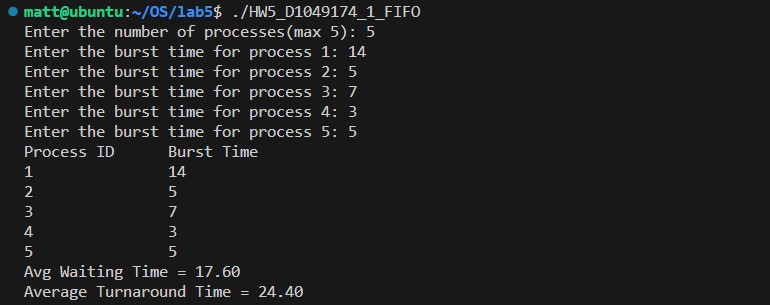 matt@ubuntu:~/OS/lab5$ ./HW5_D1049174_1_FIFO
Enter the number of processes(max 5): 5
Enter the burst time for process 1: 14
Enter the burst time for process 2: 5
Enter the burst time for process 3: 7
Enter the burst time for process 4: 3
Enter the burst time for process 5: 5
Process ID      Burst Time
1               14
2               5
3               7
4               3
5               5
Avg Waiting Time = 17.60
Average Turnaround Time = 24.40